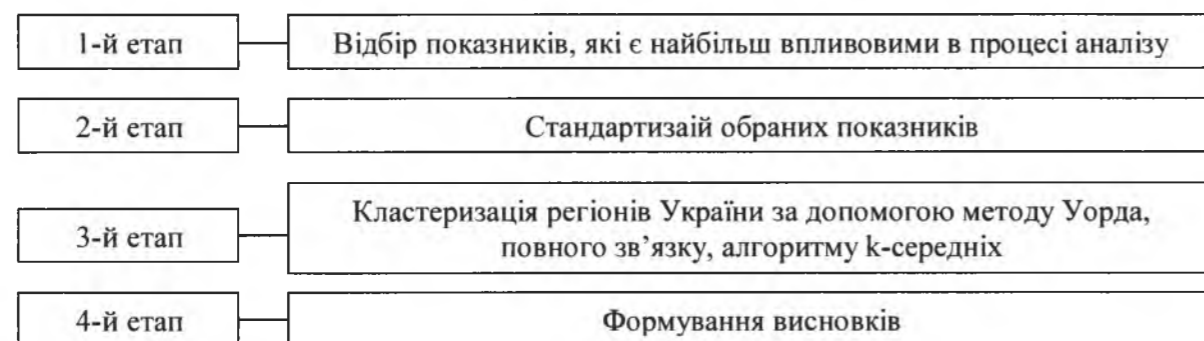 1-й етап
Відбір показників, які є найбільш впливовими в процесі аналізу
2-й етап
Стандартизаій обраних показників
3-й етап
Кластеризація регіонів України за допомогою методу Уорда,
повного зв’язку, алгоритму k-середніх
4-й етап
Формування висновків